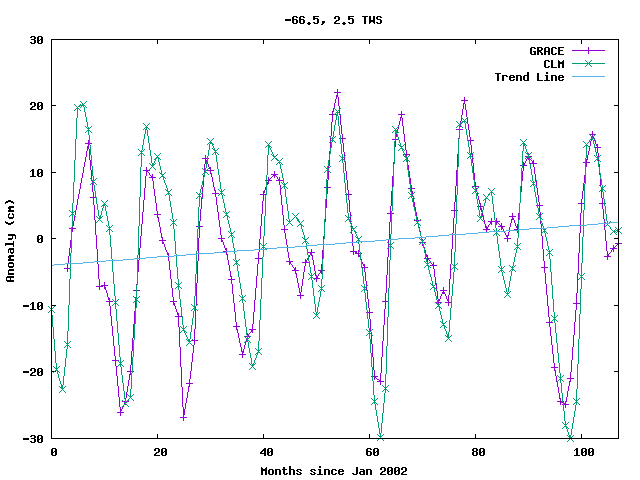 -66.5, 2.5 TWS
GRACE
CLM
Trend Line
30
20
10
0
-10
-20
-30
Anomaly (cm)
0 20 40 60 80 100
Months since Jan 2002